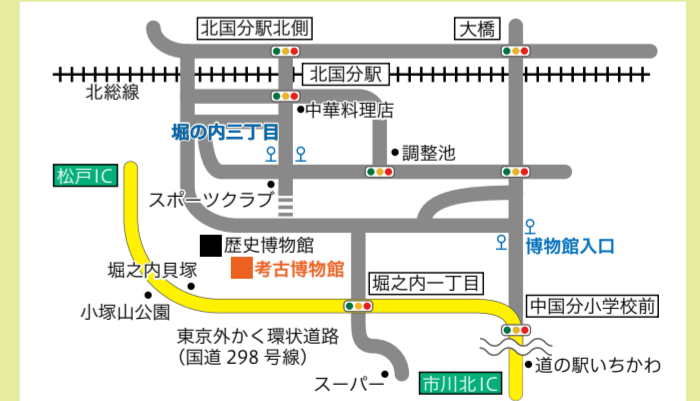 北国分駅北側
大橋
北国分駅
北総線
中華料理店
堀の内三丁目
調整池
松戸IC
スポーツクラブ
歴史博物館
博物館入口
考古博物館
堀之内貝塚
堀之内一丁目
小塚山公園
中国分小学校前
東京外かく環状道路
（国道 298 号線）
道の駅いちかわ
スーパー
市川北IC